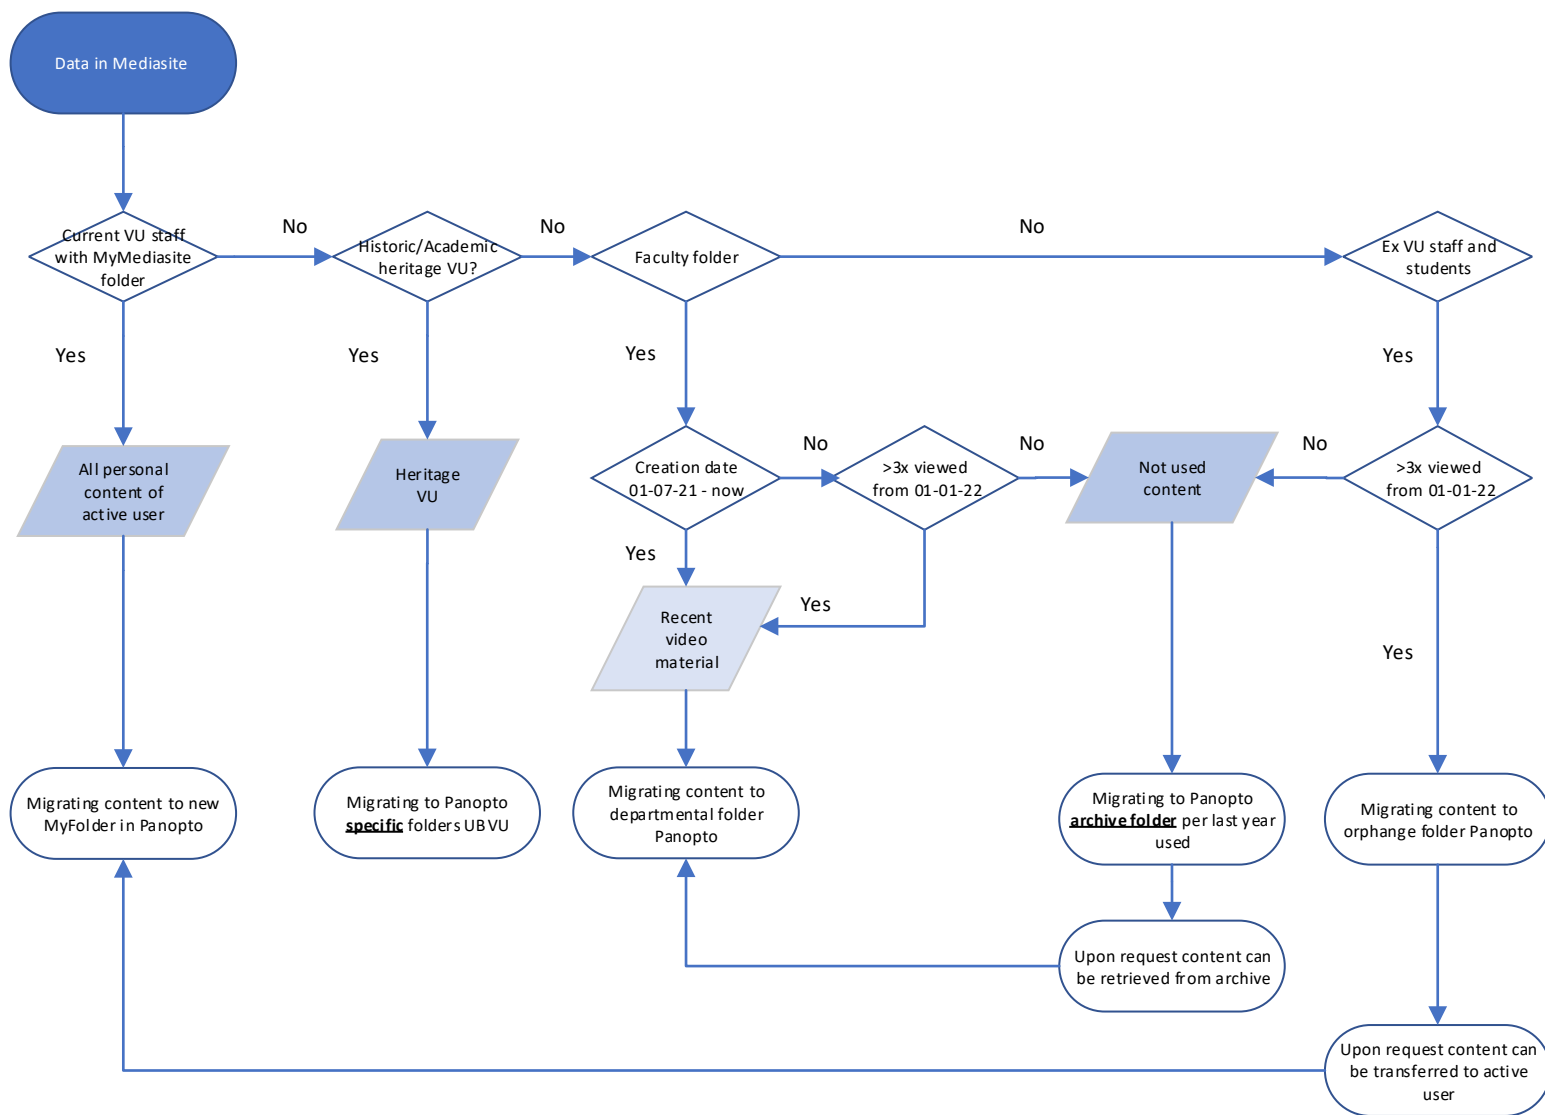 Data in Mediasite
Current VU staff
with MyMediasite
folder
No
Historic/Academic
heritage VU?
No
Faculty folder
No
Ex VU staff and
students
Yes
Yes
Yes
Yes
All personal
content of
active user
Heritage
VU
Creation date
01-07-21 - now
No
>3x viewed
from 01-01-22
No
Not used
content
No
>3x viewed
from 01-01-22
Yes
Recent
video
material
Yes
Yes
Migrating content to new
MyFolder in Panopto
Migrating to Panopto
specific folders UBVU
Migrating content to
departmental folder
Panopto
Migrating to Panopto
archive folder per last year
used
Migrating content to
orphange folder Panopto
Upon request content can
be retrieved from archive
Upon request content can
be transferred to active
user